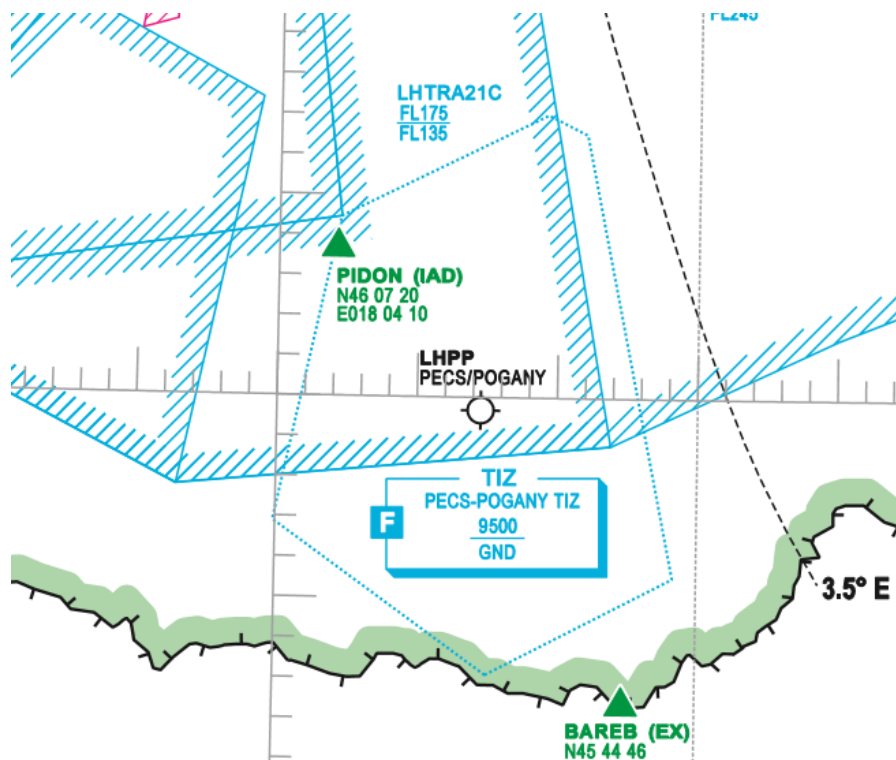 FL245
LHTRA21C
FL175
FL135
PIDON (IAD)
N46 07 20
E018 04 10
LHPP
PECS/POGANY
TIZ
PECS-POGANY TIZ
F
9500
GND
3.5° E
BAREB (EX)
N45 44 46